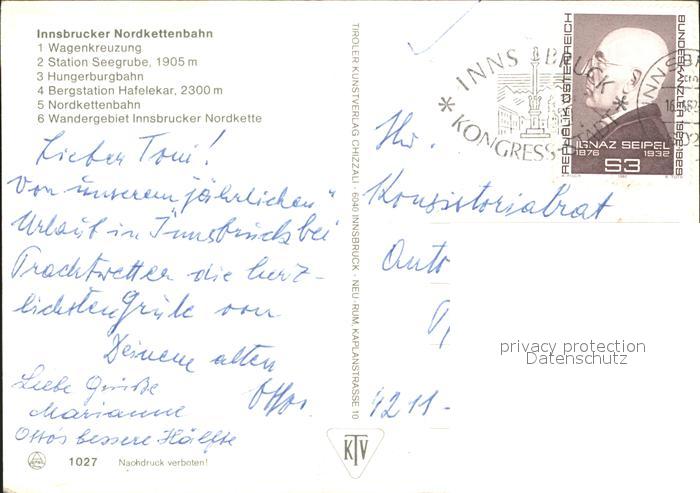 Innsbrucker Nordkettenbahn
1 Wagenkreuzung
2 Station Seegrube, 1905 m
3 Hungerburgbahn
4 Bergstation Hafelekar, 2300 m
5 Nordkettenbahn
6 Wandergebiet Innsbrucker Nordkette
Lieber Toni!
Von unserem „jährlichen"
Urlaub in Innsbruck bei
Prachtwetter die herz-
lichsten Grüße von
Deinem alten
Otto.
Liebe Grüße
Marianne
Otto's bessere Hälfte
1027 Nachdruck verboten!
TIROLER KUNSTVERLAG CHIZZALI · 6040 INNSBRUCK - NEU-RUM, KAPLANSTRASSE 10
KTV
INNSBRUCK
* KONGRESS-STADT *
REPUBLIK ÖSTERREICH
BUNDESKANZLER 1922-1929
IGNAZ SEIPEL
1876 1932
S3
Hr.
Konsistorialrat
4211-
privacy protection
Datenschutz